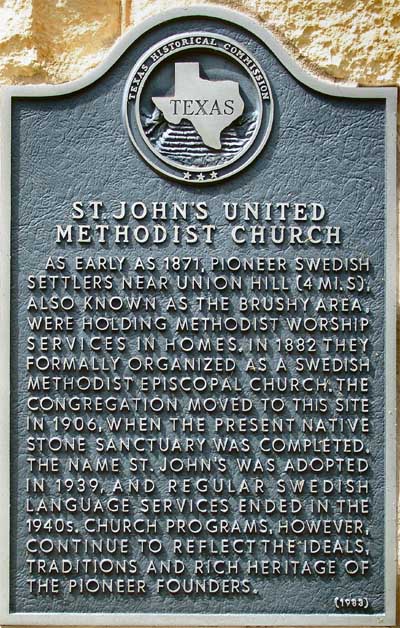 TEXAS HISTORICAL COMMISSION
TEXAS
ST. JOHN'S UNITED
METHODIST CHURCH
AS EARLY AS 1871, PIONEER SWEDISH
SETTLERS NEAR UNION HILL (4 MI. S),
ALSO KNOWN AS THE BRUSHY AREA,
WERE HOLDING METHODIST WORSHIP
SERVICES IN HOMES. IN 1882 THEY
FORMALLY ORGANIZED AS A SWEDISH
METHODIST EPISCOPAL CHURCH. THE
CONGREGATION MOVED TO THIS SITE
IN 1906, WHEN THE PRESENT NATIVE
STONE SANCTUARY WAS COMPLETED.
THE NAME ST. JOHN'S WAS ADOPTED
IN 1939, AND REGULAR SWEDISH
LANGUAGE SERVICES ENDED IN THE
1940s. CHURCH PROGRAMS, HOWEVER,
CONTINUE TO REFLECT THE IDEALS,
TRADITIONS AND RICH HERITAGE OF
THE PIONEER FOUNDERS.
(1983)